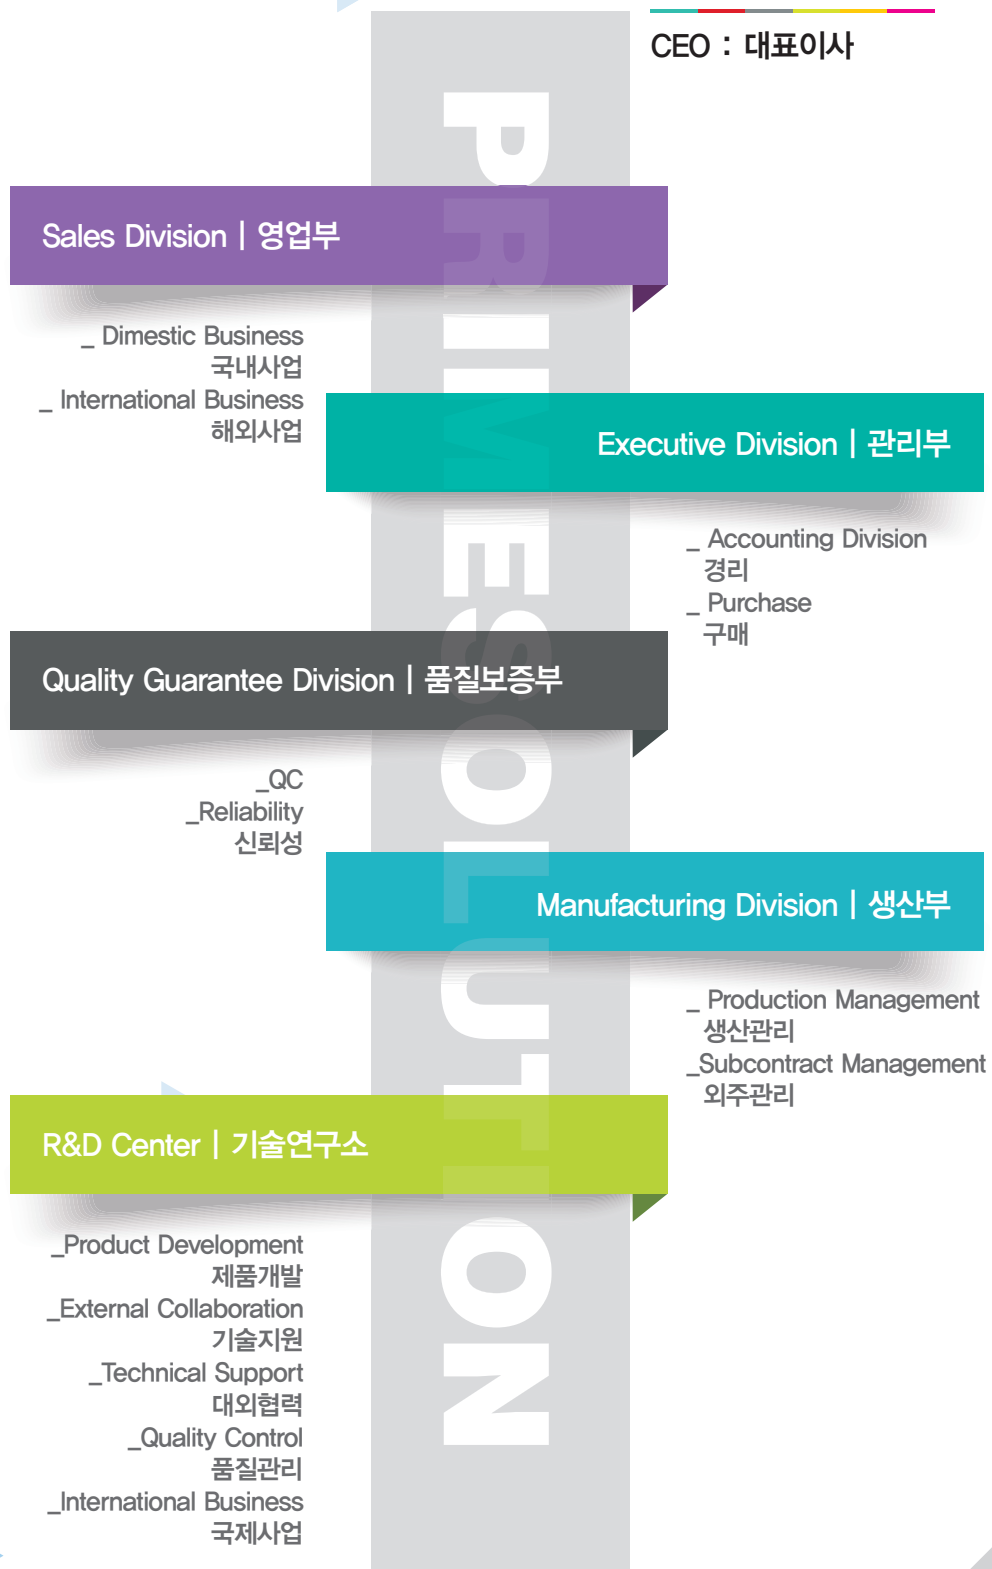 CEO : 대표이사
PRIMESOLUTION
Sales Division | 영업부
_ Dimestic Business
국내사업
_ International Business
해외사업
Executive Division | 관리부
_ Accounting Division
경리
_ Purchase
구매
Quality Guarantee Division | 품질보증부
_QC
_Reliability
신뢰성
Manufacturing Division | 생산부
_ Production Management
생산관리
_Subcontract Management
외주관리
R&D Center | 기술연구소
_Product Development
제품개발
_External Collaboration
기술지원
_Technical Support
대외협력
_Quality Control
품질관리
_International Business
국제사업